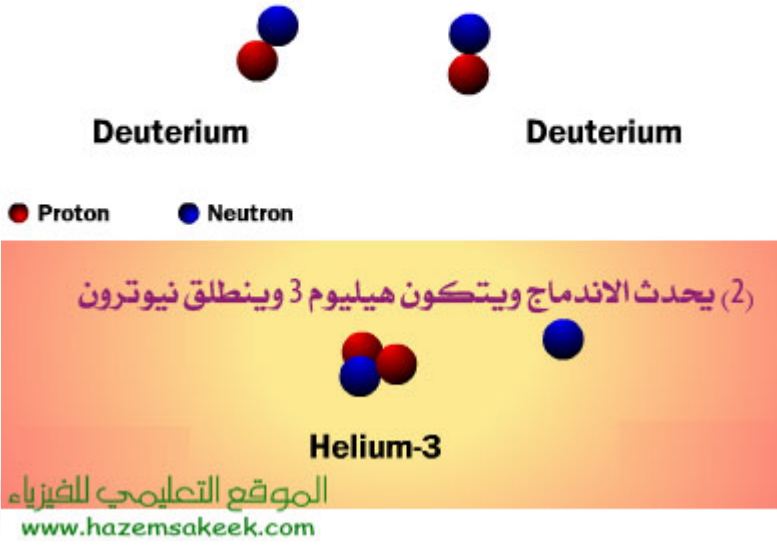 Deuterium Deuterium
Proton Neutron
(2) يحدث الاندماج ويتكون هيليوم 3 وينطلق نيوترون
Helium-3
الموقع التعليمي للفيزياء
www.hazemsakeek.com